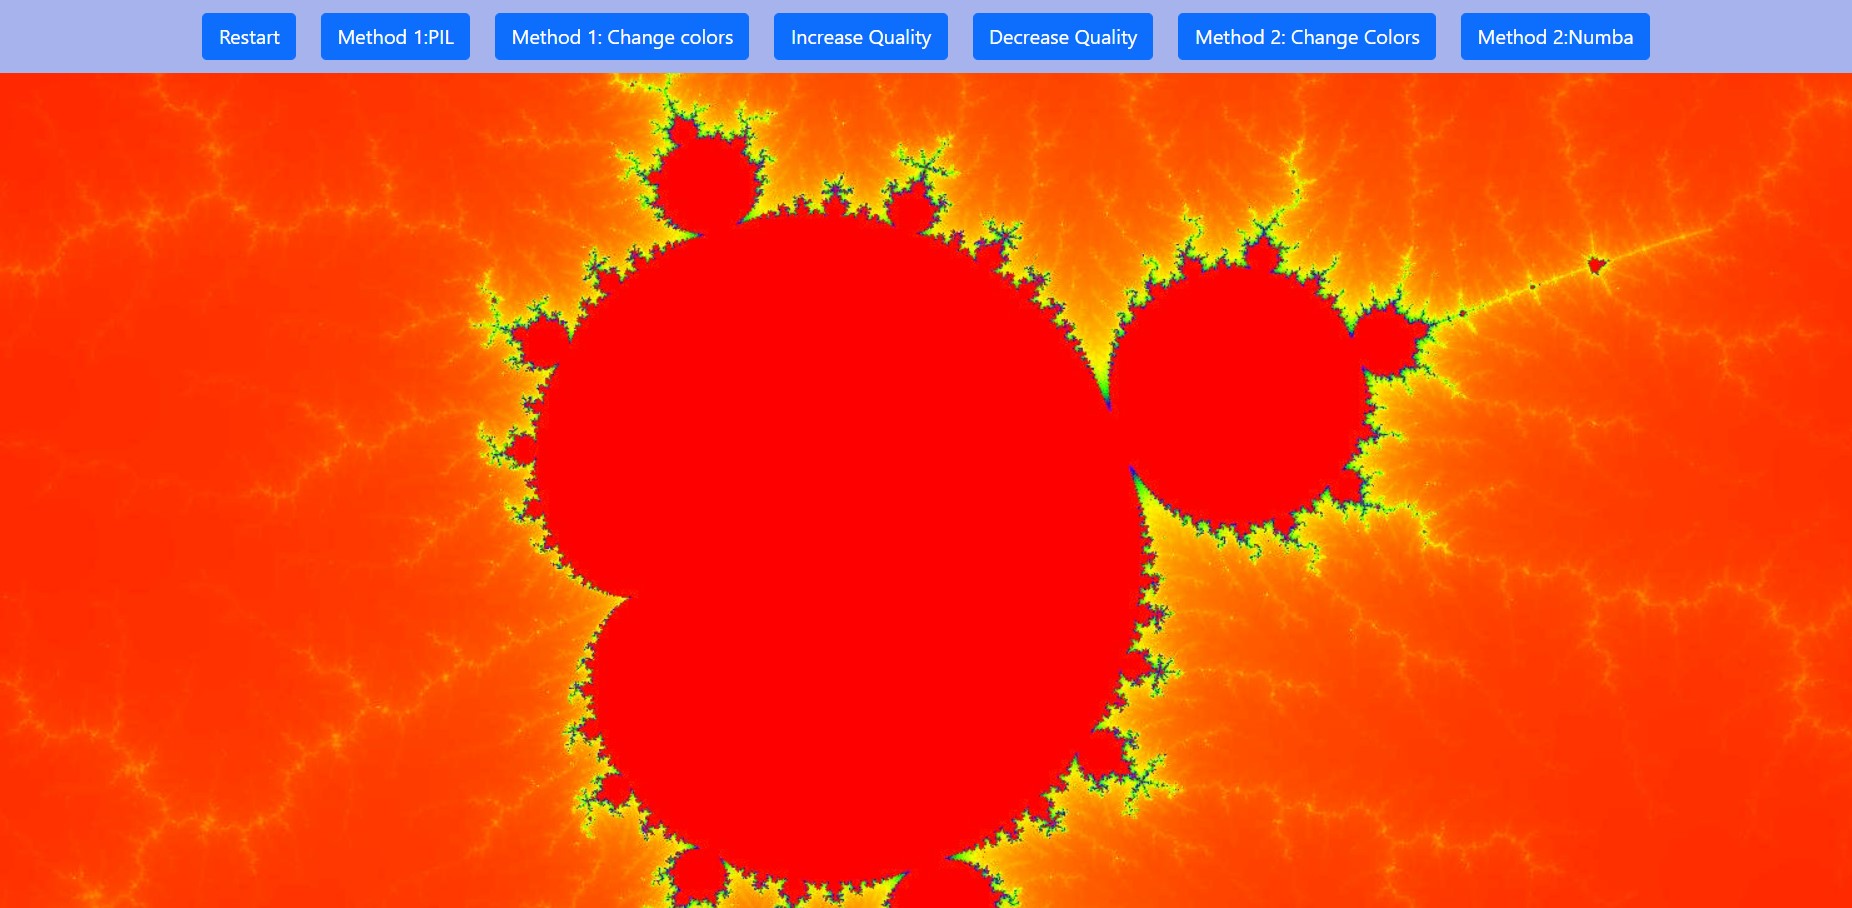 Restart
Method 1:PIL
Method 1: Change colors
Increase Quality
Decrease Quality
Method 2: Change Colors
Method 2:Numba